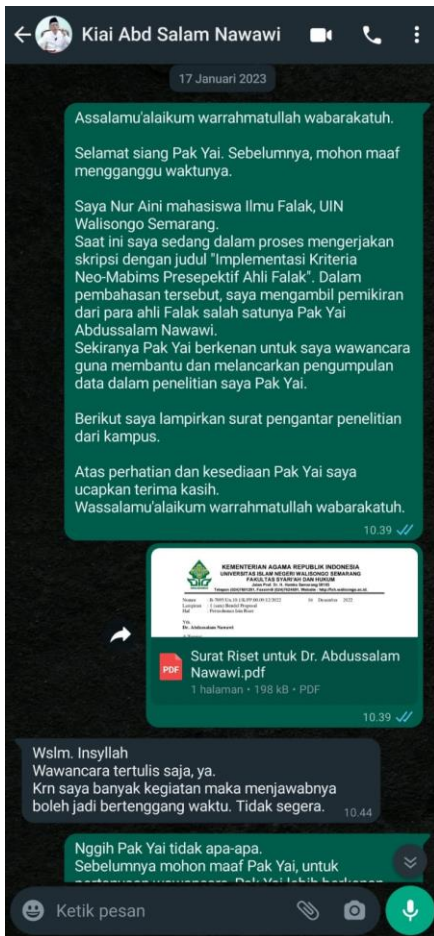 Kiai Abd Salam Nawawi
17 Januari 2023
Assalamu'alaikum warrahmatullah wabarakatuh.
Selamat siang Pak Yai. Sebelumnya, mohon maaf
mengganggu waktunya.
Saya Nur Aini mahasiswa Ilmu Falak, UIN
Walisongo Semarang.
Saat ini saya sedang dalam proses mengerjakan
skripsi dengan judul "Implementasi Kriteria
Neo-Mabims Presepektif Ahli Falak". Dalam
pembahasan tersebut, saya mengambil pemikiran
dari para ahli Falak salah satunya Pak Yai
Abdussalam Nawawi.
Sekiranya Pak Yai berkenan untuk saya wawancara
guna membantu dan melancarkan pengumpulan
data dalam penelitian saya Pak Yai.
Berikut saya lampirkan surat pengantar penelitian
dari kampus.
Atas perhatian dan kesediaan Pak Yai saya
ucapkan terima kasih.
Wassalamu'alaikum warrahmatullah wabarakatuh.
10.39
KEMENTERIAN AGAMA REPUBLIK INDONESIA
UNIVERSITAS ISLAM NEGERI WALISONGO SEMARANG
FAKULTAS SYARI'AH DAN HUKUM
Nomor
Lampiran
Hal
Yth.
Dr. Abdussalam Nawawi
PDF
Surat Riset untuk Dr. Abdussalam
Nawawi.pdf
1 halaman • 198 kB • PDF
10.39
Wslm. Insyllah
Wawancara tertulis saja, ya.
Krn saya banyak kegiatan maka menjawabnya
boleh jadi bertenggang waktu. Tidak segera.
10.44
Nggih Pak Yai tidak apa-apa.
Sebelumnya mohon maaf Pak Yai, untuk
Ketik pesan